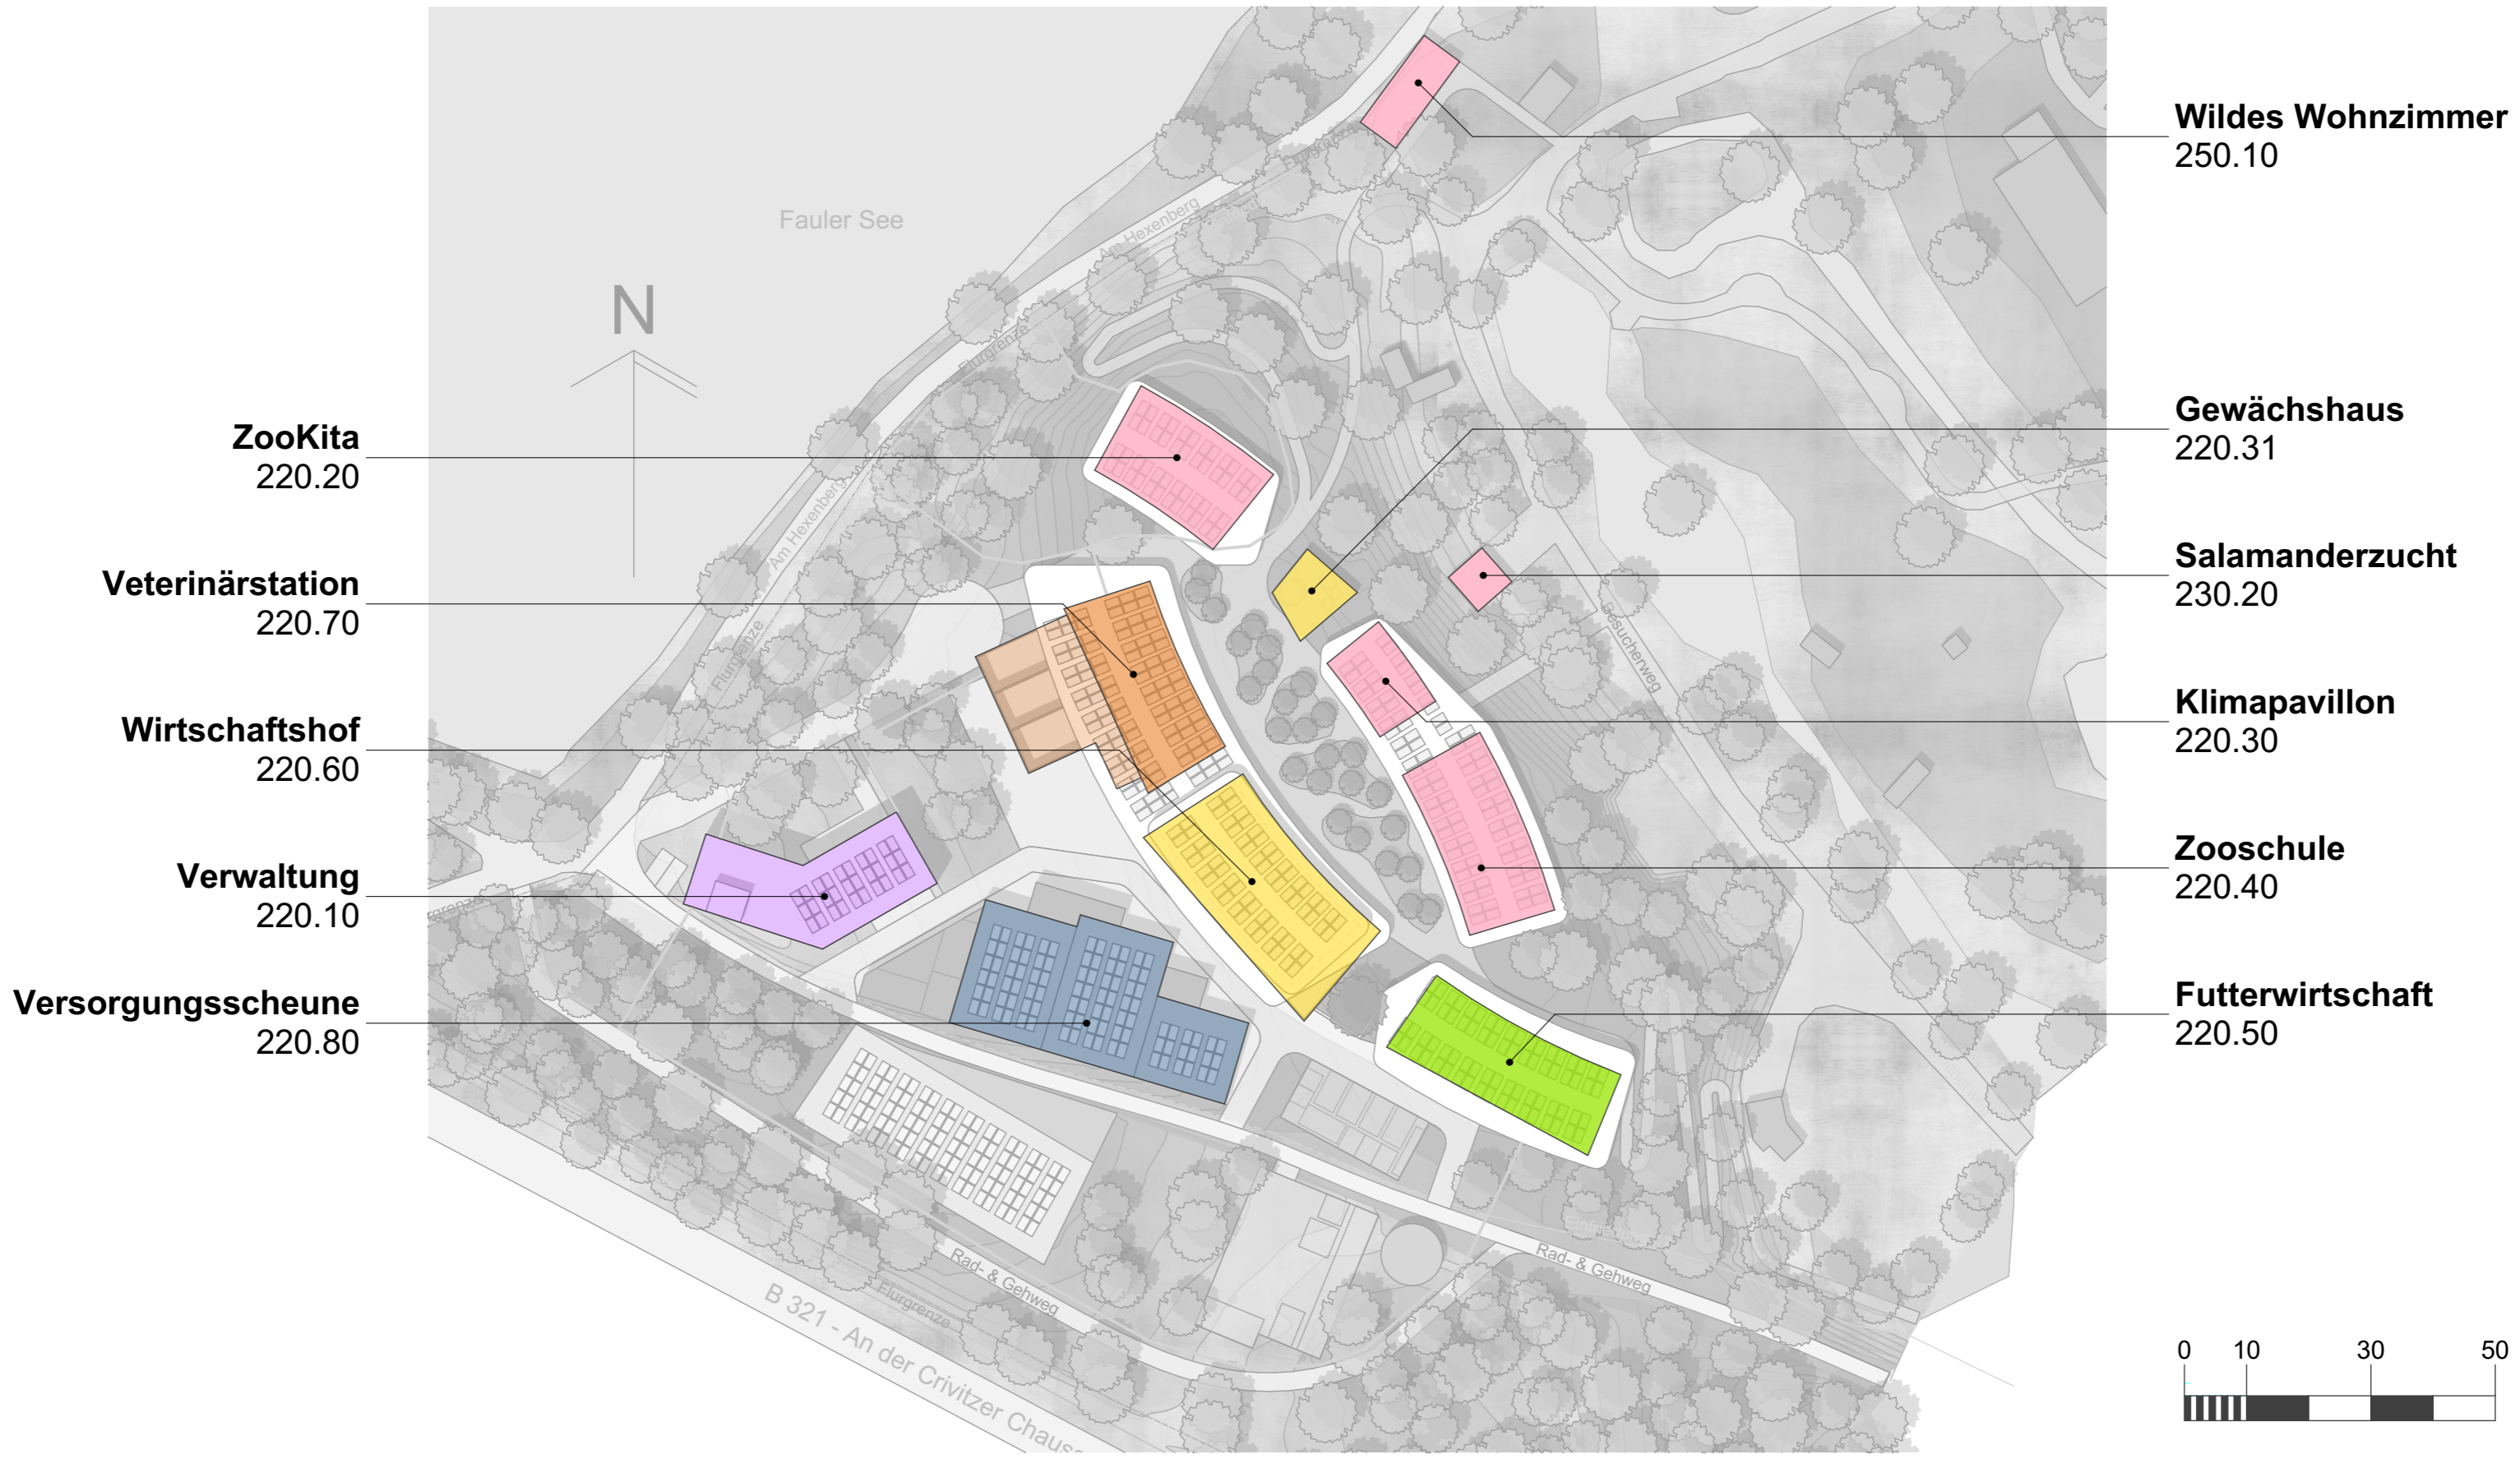 Wildes Wohnzimmer
250.10
Fauler See
Am Hexenberg
N
Flurgrenze
Gewächshaus
220.31
ZooKita
220.20
Am Hexenberg
Salamanderzucht
230.20
Veterinärstation
220.70
Besucherweg
Flurgrenze
Klimapavillon
220.30
Wirtschaftshof
220.60
Zooschule
220.40
Verwaltung
220.10
Futterwirtschaft
220.50
Versorgungsscheune
220.80
Rad- & Gehweg
Rad- & Gehweg
Flurgrenze
B 321 - An der Crivitzer Chauss
0 10 30 50